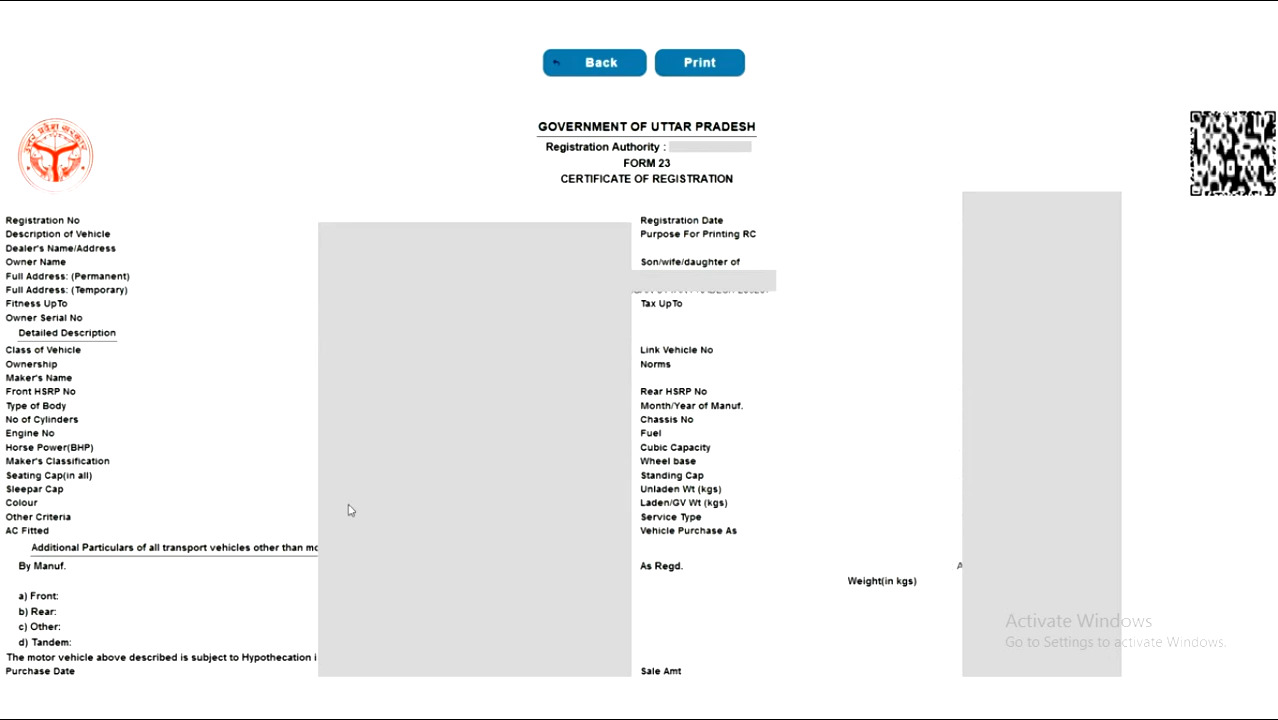 Back Print
उत्तर प्रदेश सरकार
GOVERNMENT OF UTTAR PRADESH
Registration Authority :
FORM 23
CERTIFICATE OF REGISTRATION
Registration No Registration Date
Description of Vehicle Purpose For Printing RC
Dealer's Name/Address
Owner Name Son/wife/daughter of
Full Address: (Permanent)
Full Address: (Temporary)
Fitness UpTo Tax UpTo
Owner Serial No
Detailed Description
Class of Vehicle Link Vehicle No
Ownership Norms
Maker's Name
Front HSRP No Rear HSRP No
Type of Body Month/Year of Manuf.
No of Cylinders Chassis No
Engine No Fuel
Horse Power(BHP) Cubic Capacity
Maker's Classification Wheel base
Seating Cap(in all) Standing Cap
Sleepar Cap Unladen Wt (kgs)
Colour Laden/GV Wt (kgs)
Other Criteria Service Type
AC Fitted Vehicle Purchase As
Additional Particulars of all transport vehicles other than
By Manuf. As Regd.
Weight(in kgs)
a) Front:
b) Rear:
c) Other:
d) Tandem:
The motor vehicle above described is subject to Hypothecation
Purchase Date Sale Amt
Activate Windows
Go to Settings to activate Windows.